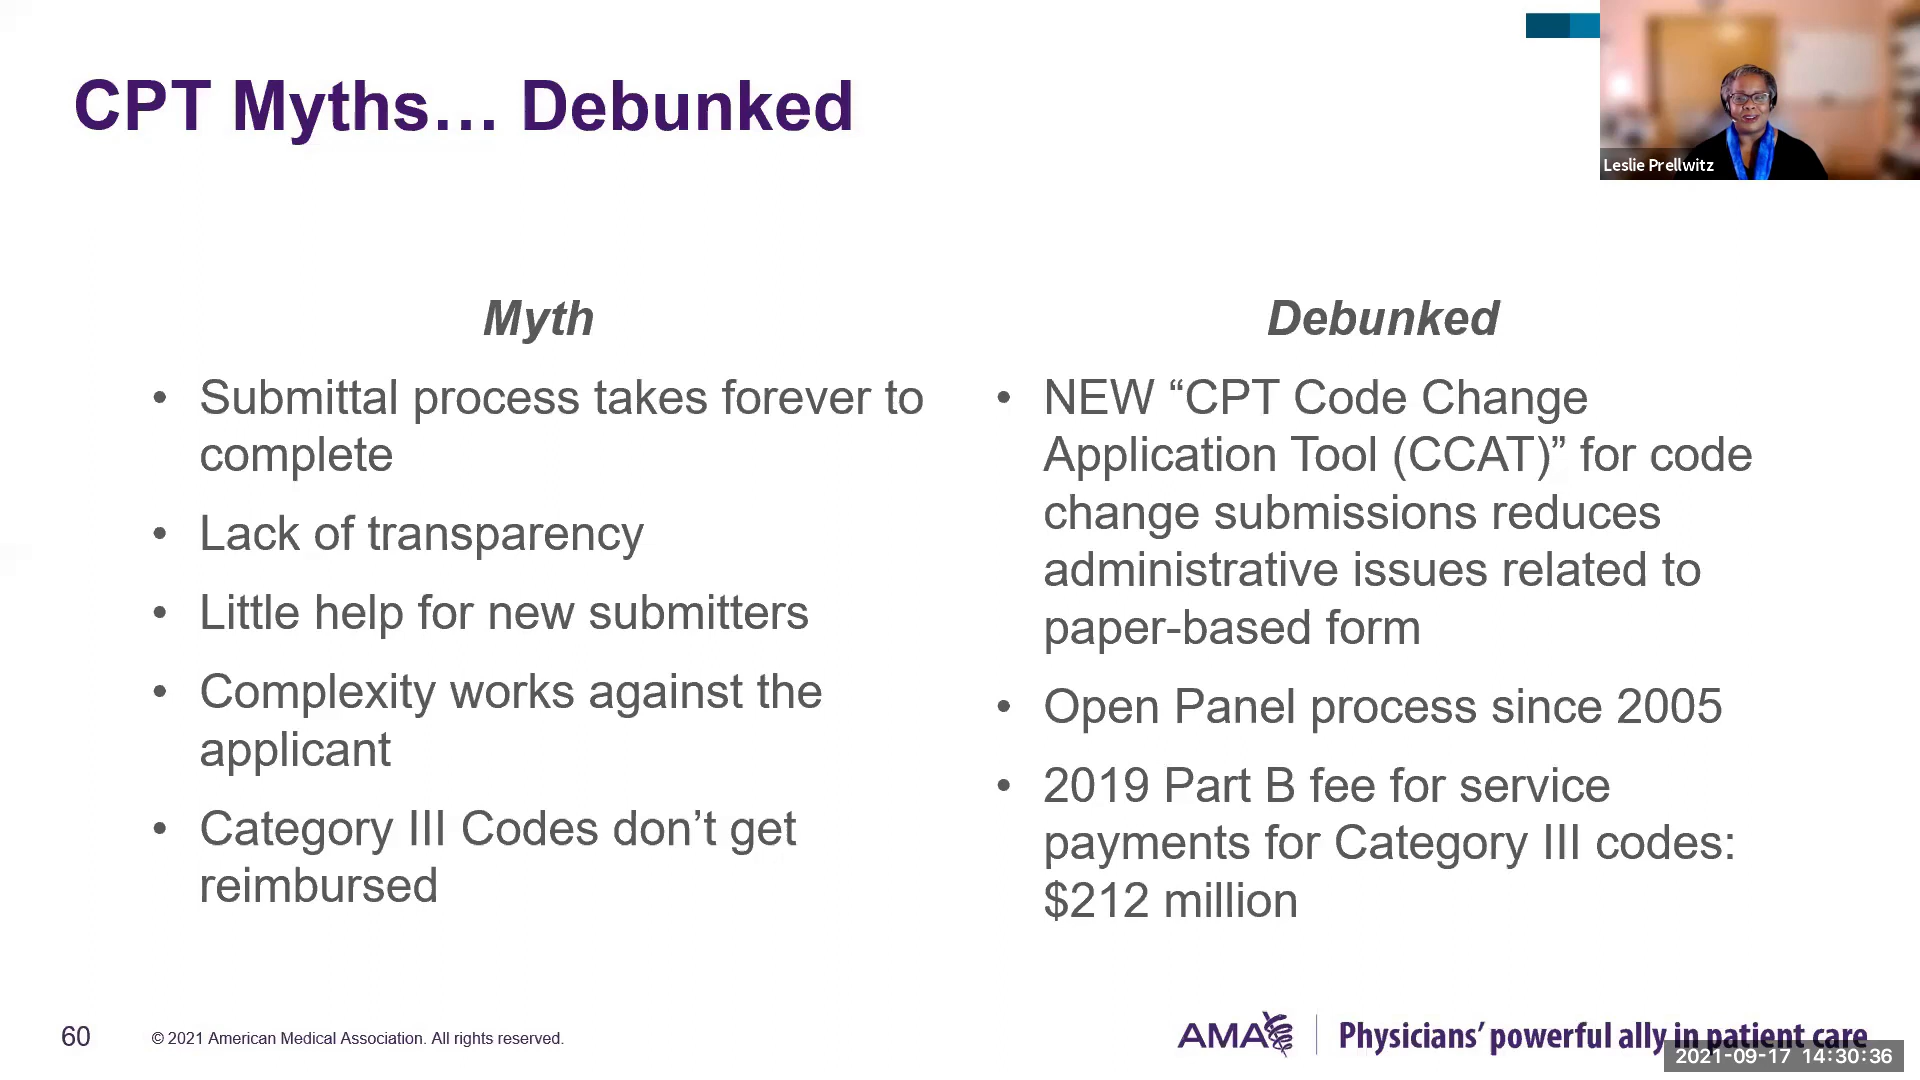 CPT Myths… Debunked
Leslie Prellwitz
Myth
• Submittal process takes forever to
complete
• Lack of transparency
• Little help for new submitters
• Complexity works against the
applicant
• Category III Codes don’t get
reimbursed
Debunked
• NEW “CPT Code Change
Application Tool (CCAT)” for code
change submissions reduces
administrative issues related to
paper-based form
• Open Panel process since 2005
• 2019 Part B fee for service
payments for Category III codes:
$212 million
60
© 2021 American Medical Association. All rights reserved.
AMA
Physicians’ powerful ally in patient care
2021-09-17 14:30:36